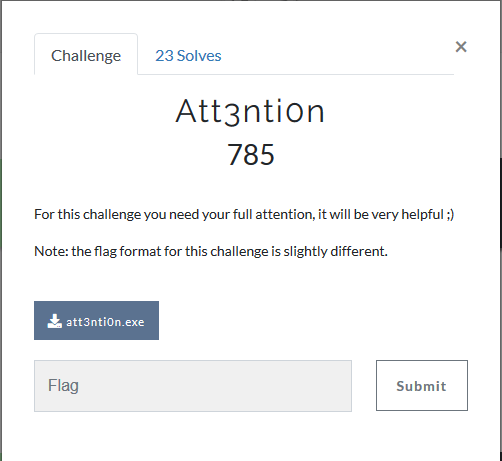 Challenge
23 Solves
×
Att3nti0n
785
For this challenge you need your full attention, it will be very helpful ;)
Note: the flag format for this challenge is slightly different.
att3nti0n.exe
Flag
Submit